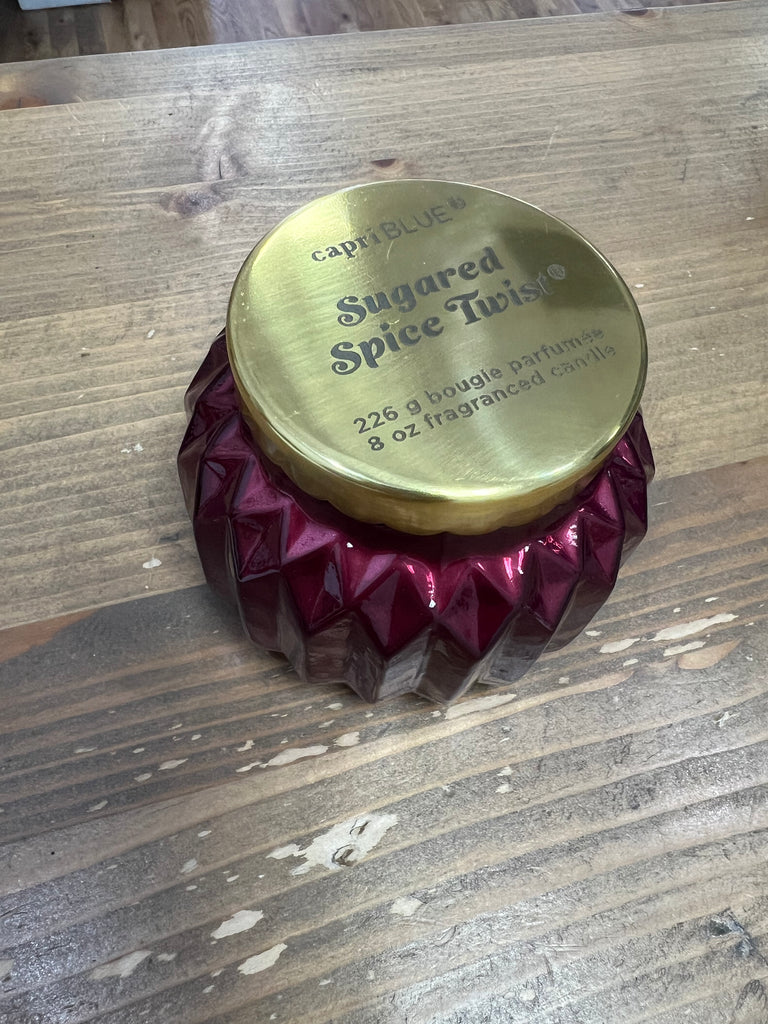 capri BLUE®
Sugared
Spice Twist®
226 g bougie parfumée
8 oz fragranced candle